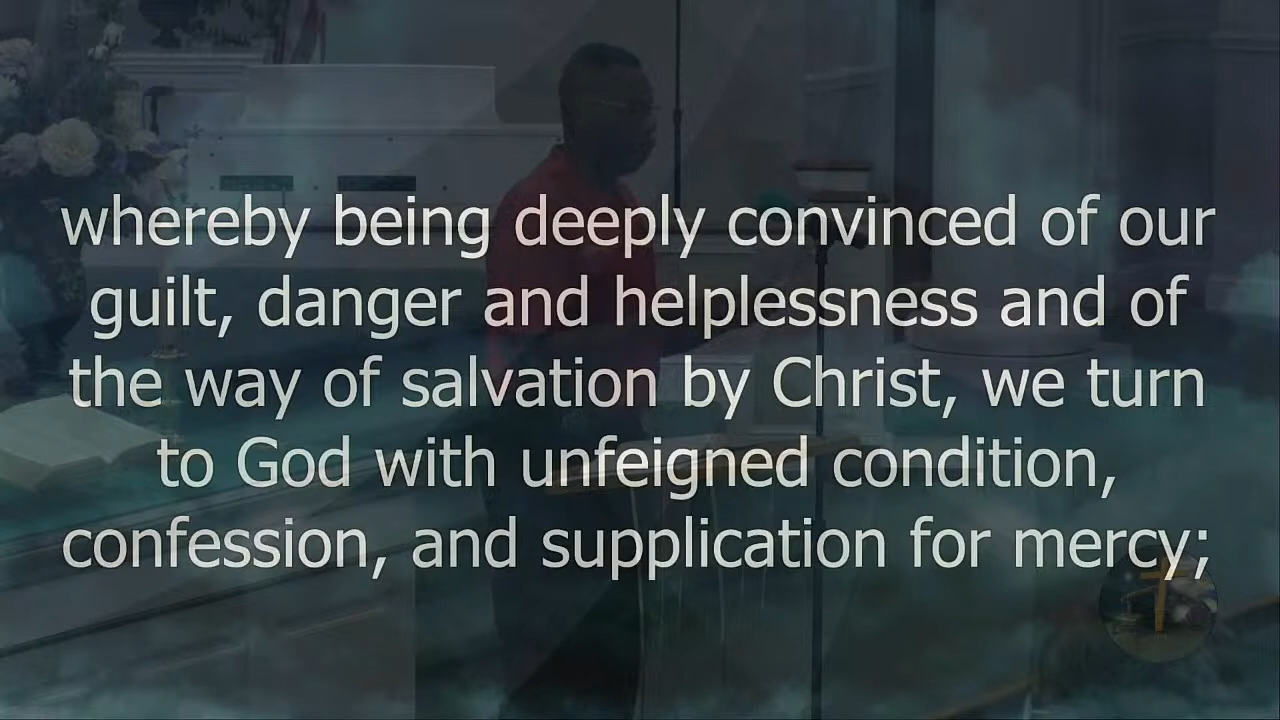 whereby being deeply convinced of our
guilt, danger and helplessness and of
the way of salvation by Christ, we turn
to God with unfeigned condition,
confession, and supplication for mercy;